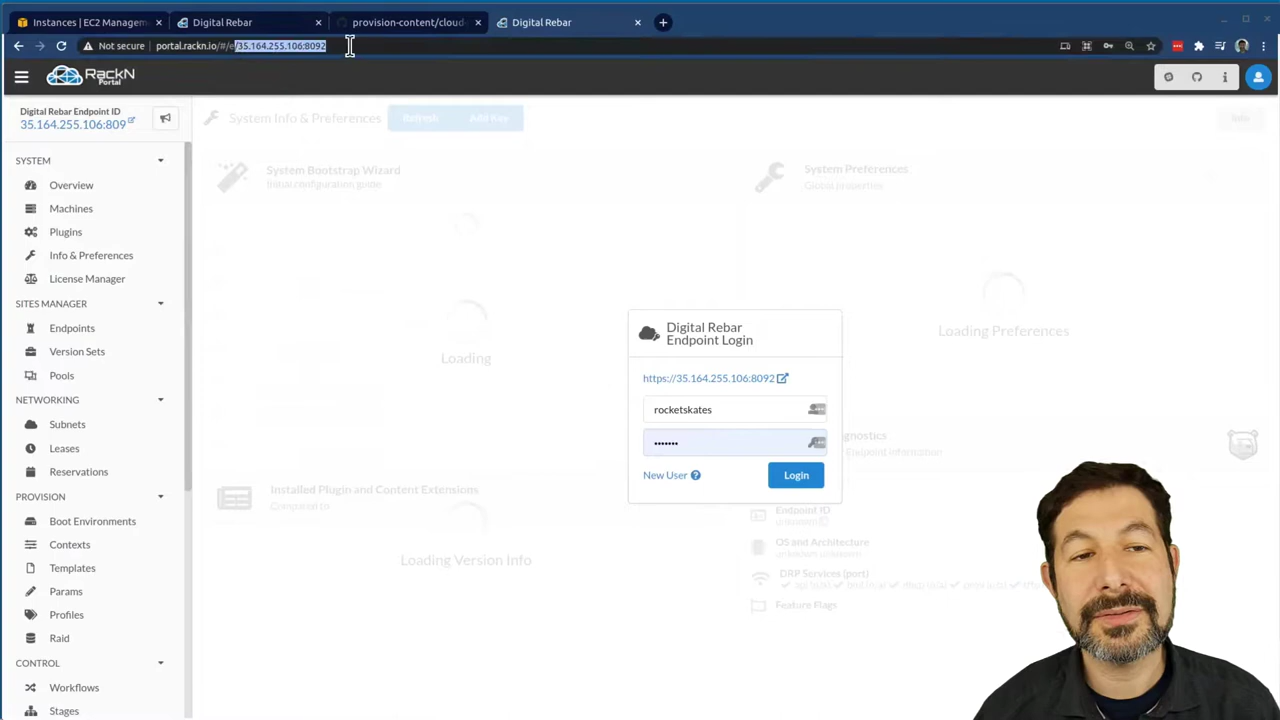 Instances | EC2 Managem
Digital Rebar
provision-content/cloud-
Digital Rebar
Not secure
portal.rackn.io/#/e/35.164.255.106:8092
RackN
Portal
Digital Rebar Endpoint ID
35.164.255.106:809
System Info & Preferences
Refresh
Add Key
Info
SYSTEM
Overview
Machines
Plugins
Info & Preferences
License Manager
SITES MANAGER
Endpoints
Version Sets
Pools
NETWORKING
Subnets
Leases
Reservations
PROVISION
Boot Environments
Contexts
Templates
Params
Profiles
Raid
CONTROL
Workflows
Stages
System Bootstrap Wizard
Initial configuration guide
Loading
System Preferences
Global parameters
Loading Preferences
Digital Rebar
Endpoint Login
https://35.164.255.106:8092
rocketskates
•••••••
New User
Login
Installed Plugin and Content Extensions
Compared to
Loading Version Info
Endpoint Information
Endpoint ID
OS and Architecture
DRP Services (port)
Feature Flags